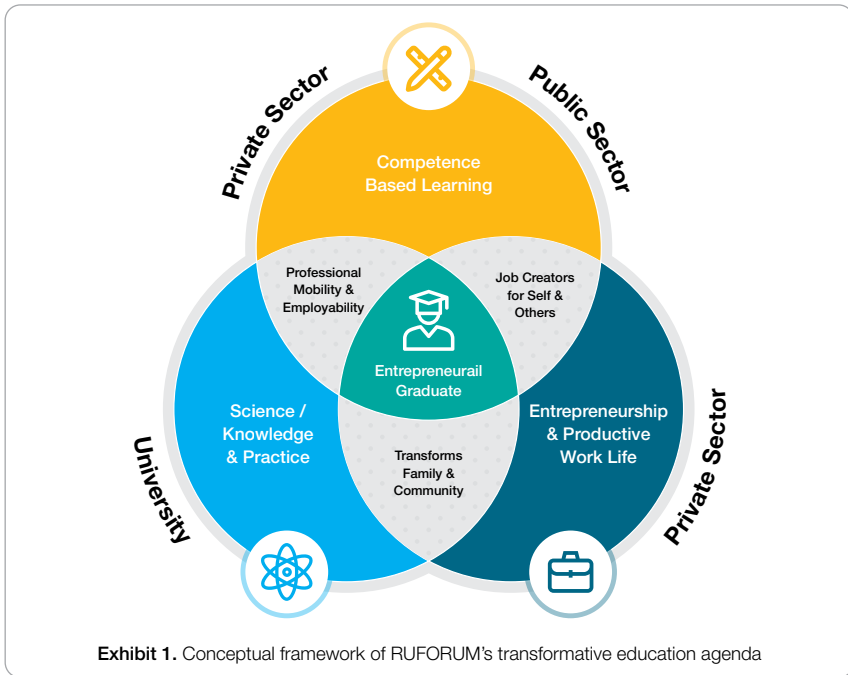 Private Sector
Public Sector
Competence
Based Learning
Professional
Mobility &
Employability
Job Creators
for Self &
Others
Entrepreneurail
Graduate
Science /
Knowledge
& Practice
Entrepreneurship
& Productive
Work Life
Transforms
Family &
Community
University
Private Sector
Exhibit 1. Conceptual framework of RUFORUM's transformative education agenda